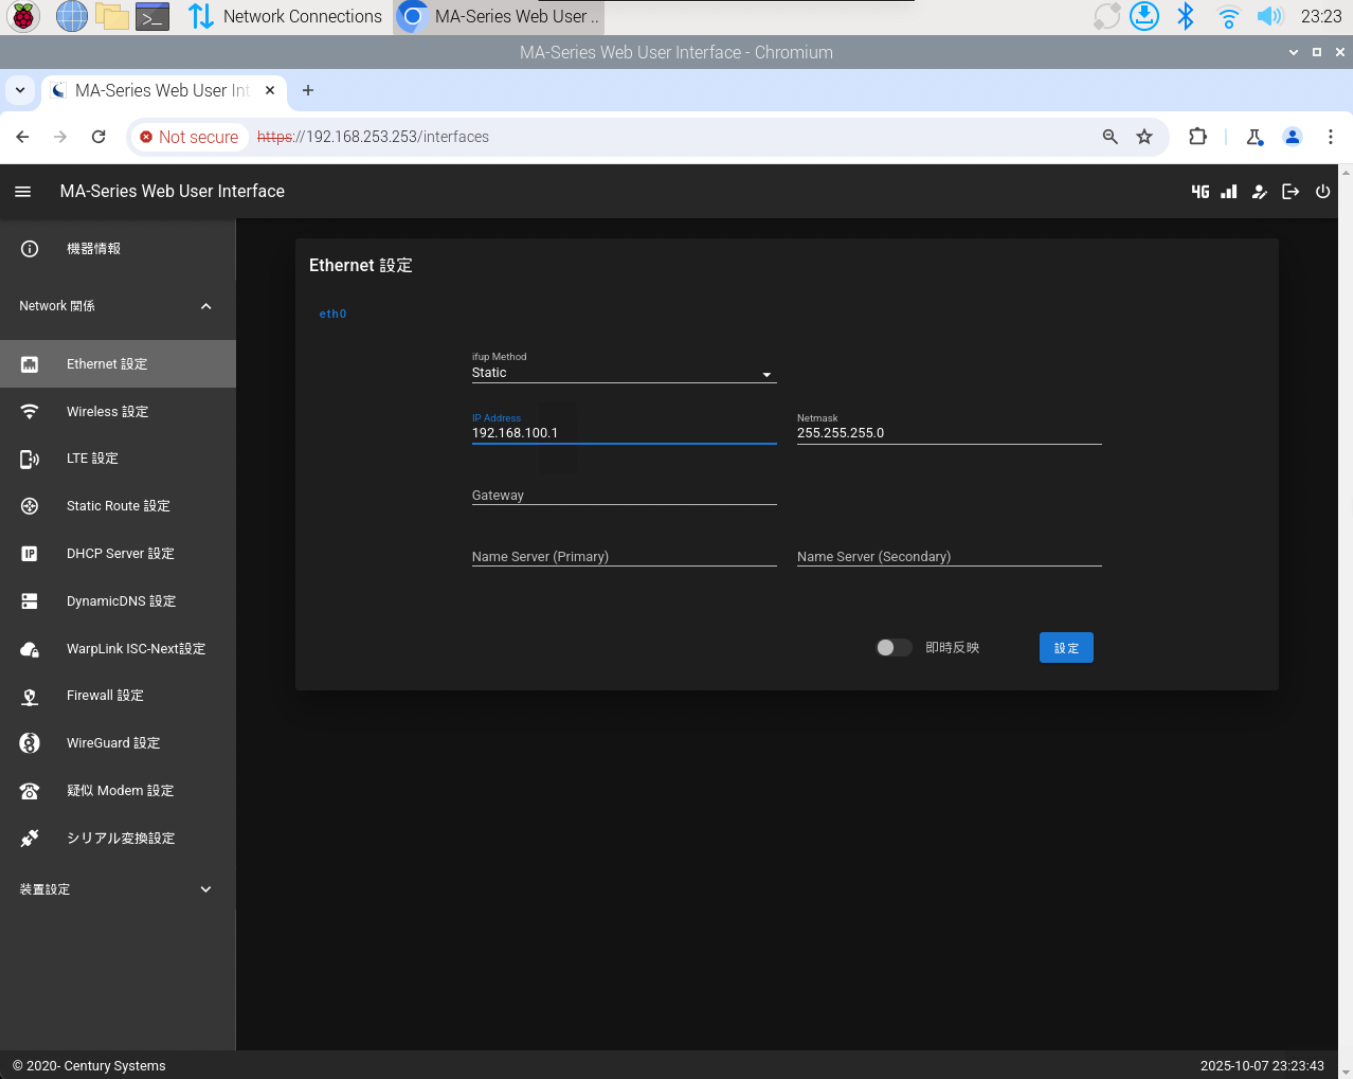 Network Connections
MA-Series Web User ..
23:23
MA-Series Web User Interface - Chromium
MA-Series Web User Int
Not secure
https://192.168.253.253/interfaces
MA-Series Web User Interface
4G
機器情報
Network 関係
Ethernet 設定
Wireless 設定
LTE 設定
Static Route 設定
IP
DHCP Server 設定
DynamicDNS 設定
WarpLink ISC-Next設定
Firewall 設定
WireGuard 設定
疑似 Modem 設定
シリアル変換設定
装置設定
Ethernet 設定
eth0
ifup Method
Static
IP Address
192.168.100.1
Netmask
255.255.255.0
Gateway
Name Server (Primary)
Name Server (Secondary)
即時反映
設定
© 2020- Century Systems
2025-10-07 23:23:43